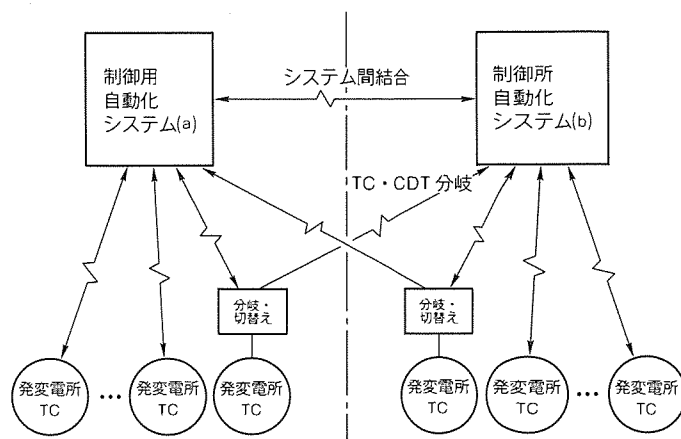 制御用
自動化
システム(a)
システム間結合
制御所
自動化
システム(b)
TC・CDT 分岐
分岐・
切替え
分岐・
切替え
発変電所
TC
…
発変電所
TC
発変電所
TC
発変電所
TC
発変電所
TC
…
発変電所
TC